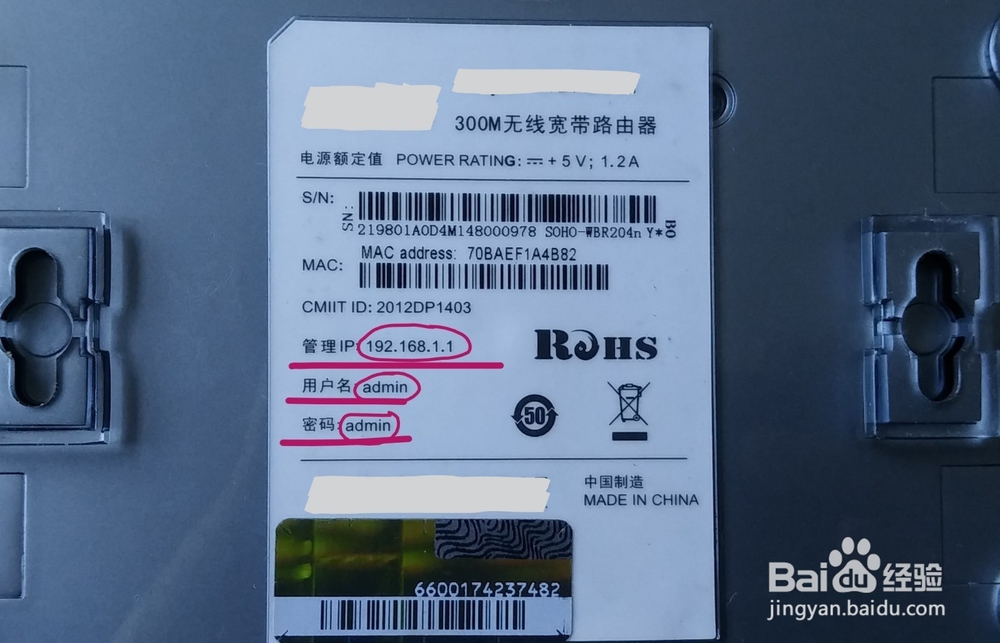 300M无线宽带路由器
电源额定值 POWER RATING: ⎓ + 5 V; 1.2 A
S/N:
SN:
219801A0D4M148000978 SOHO-WBR204n Y*
B0
MAC address: 70BAEF1A4B82
MAC:
CMIIT ID: 2012DP1403
管理IP: 192.168.1.1
RoHS
用户名: admin
密码: admin
50
中国制造
MADE IN CHINA
6600174237482
Baidu经验
jingyan.baidu.com